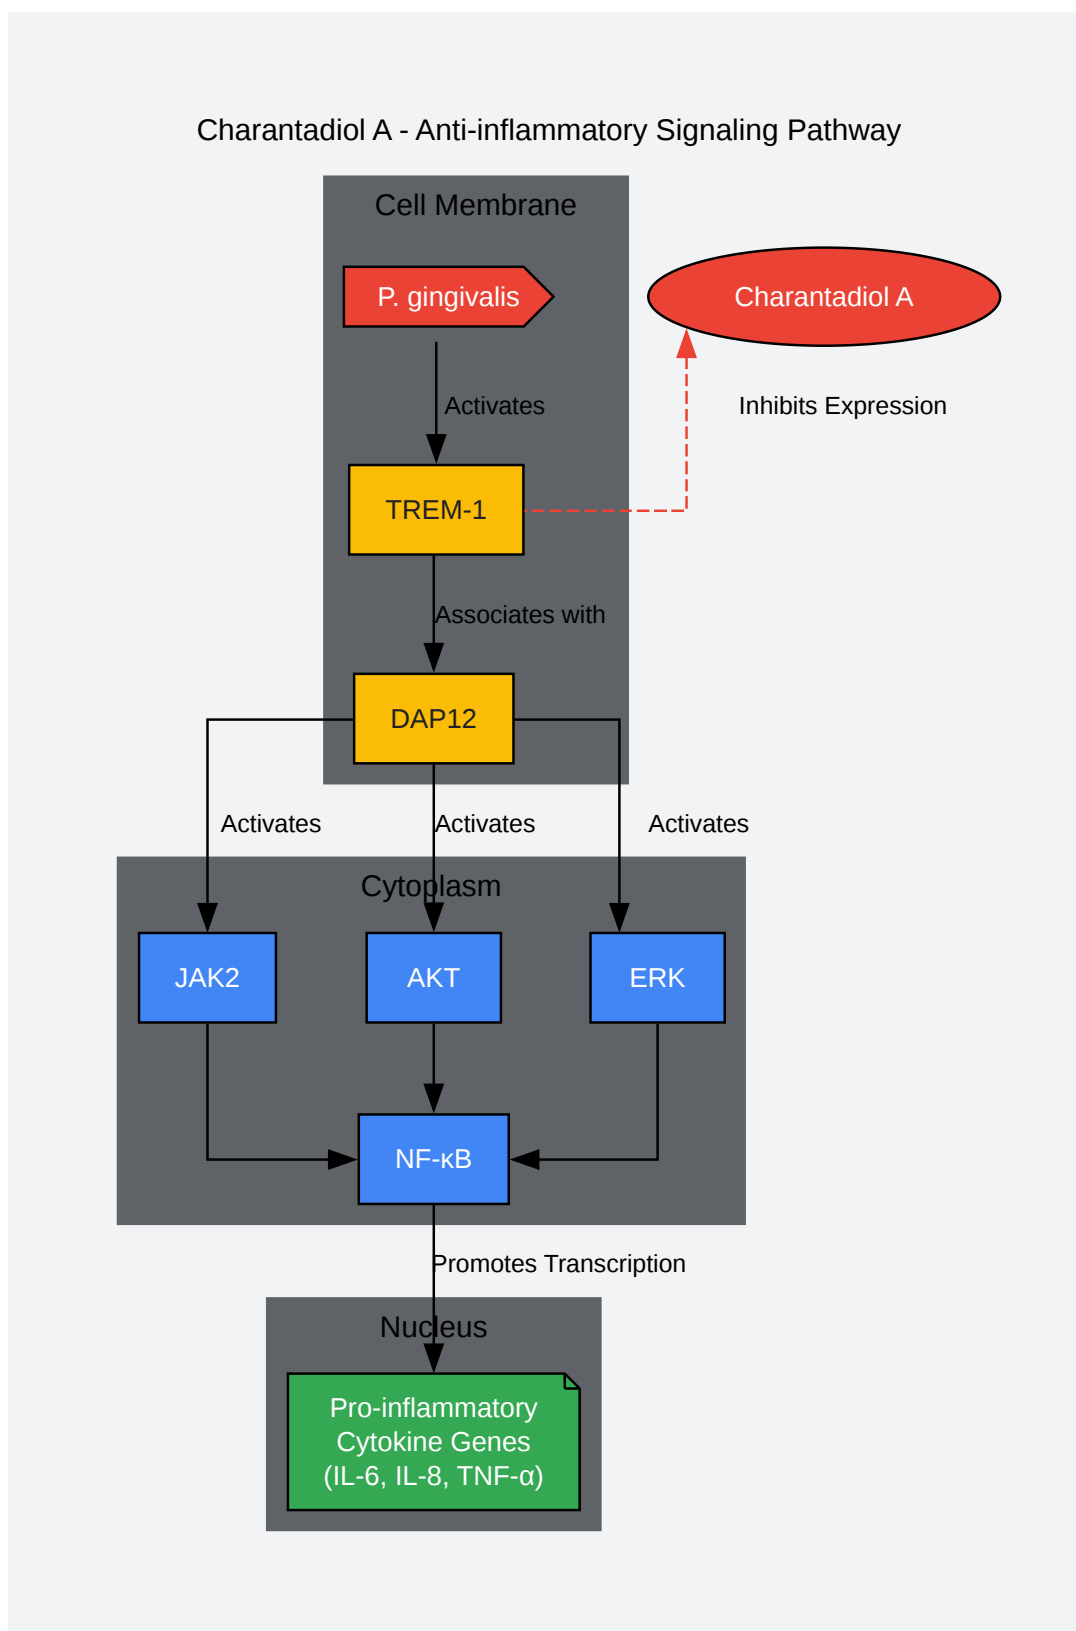 Charantadiol A - Anti-inflammatory Signaling Pathway
Cell Membrane
P. gingivalis
Charantadiol A
Activates
Inhibits Expression
TREM-1
Associates with
DAP12
Activates
Activates
Activates
Cytoplasm
JAK2
AKT
ERK
NF-κB
Promotes Transcription
Nucleus
Pro-inflammatory
Cytokine Genes
(IL-6, IL-8, TNF-α)